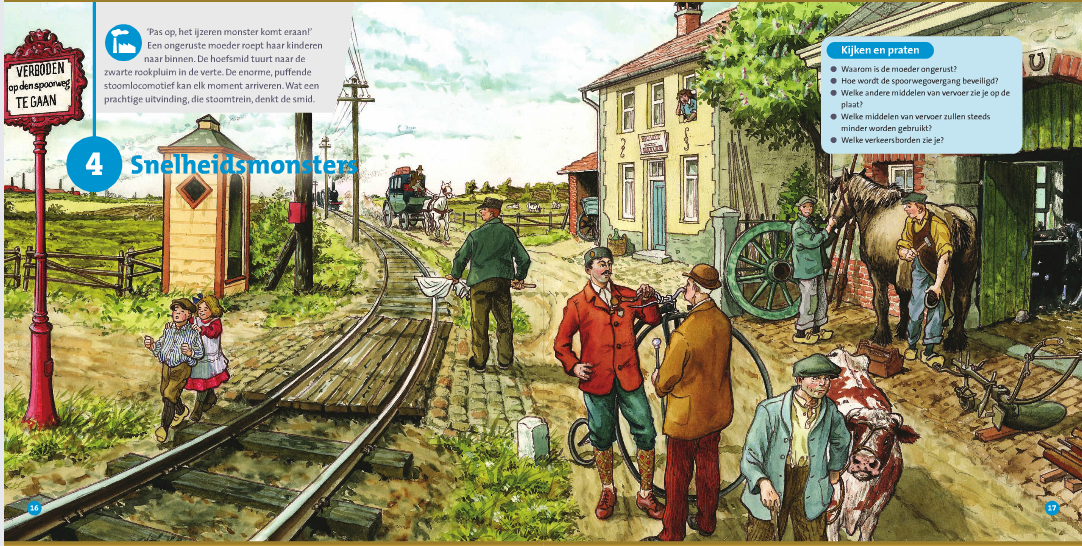 'Pas op, het ijzeren monster komt eraan!'
Een ongeruste moeder roept haar kinderen
naar binnen. De hoefsmid tuurt naar de
zwarte rookpluim in de verte. De enorme, puffende
stoomlocomotief kan elk moment arriveren. Wat een
prachtige uitvinding, die stoomtrein, denkt de smid.
VERBODEN
op den spoorweg
TE GAAN
4 Snelheidsmonsters
Kijken en praten
Waarom is de moeder ongerust?
Hoe wordt de spoorwegovergang beveiligd?
Welke andere middelen van vervoer zie je op de
plaat?
Welke middelen van vervoer zullen steeds
minder worden gebruikt?
Welke verkeersborden zie je?
16
17